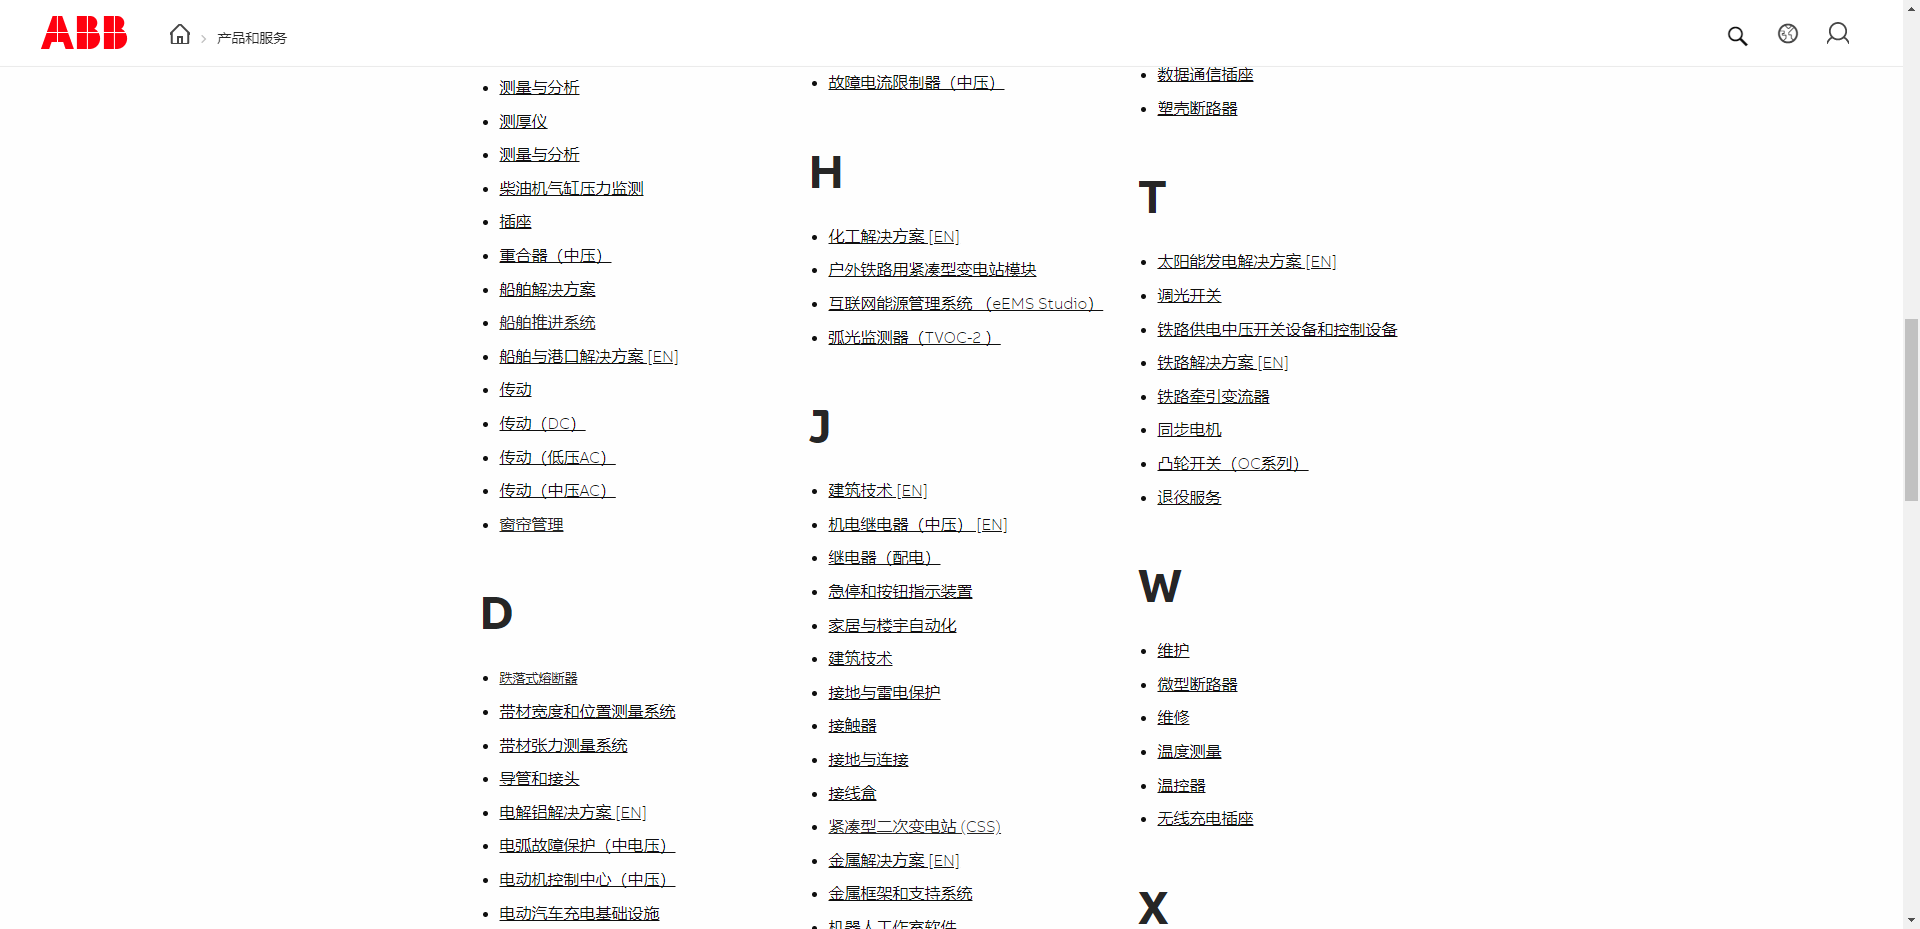 ABB
产品和服务
测量与分析
测厚仪
测量与分析
柴油机气缸压力监测
插座
重合器（中压）
船舶解决方案
船舶推进系统
船舶与港口解决方案 [EN]
传动
传动（DC）
传动（低压AC）
传动（中压AC）
窗帘管理
D
跌落式熔断器
带材宽度和位置测量系统
带材张力测量系统
导管和接头
电解铝解决方案 [EN]
电弧故障保护（中电压）
电动机控制中心（中压）
电动汽车充电基础设施
故障电流限制器（中压）
H
化工解决方案 [EN]
户外铁路用紧凑型变电站模块
互联网能源管理系统 （eEMS Studio）
弧光监测器（TVOC-2 ）
J
建筑技术 [EN]
机电继电器（中压） [EN]
继电器（配电）
急停和按钮指示装置
家居与楼宇自动化
建筑技术
接地与雷电保护
接触器
接地与连接
接线盒
紧凑型二次变电站 (CSS)
金属解决方案 [EN]
金属框架和支持系统
机器人工作室软件
数据通信插座
塑壳断路器
T
太阳能发电解决方案 [EN]
调光开关
铁路供电中压开关设备和控制设备
铁路解决方案 [EN]
铁路牵引变流器
同步电机
凸轮开关（OC系列）
退役服务
W
维护
微型断路器
维修
温度测量
温控器
无线充电插座
X